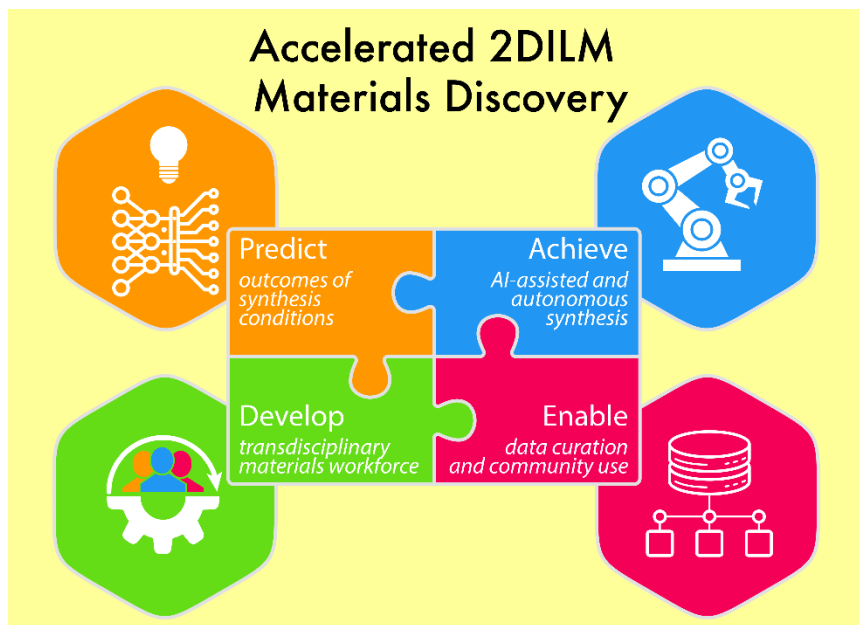 Accelerated 2DILM
Materials Discovery
Predict
outcomes of
synthesis
conditions
Achieve
AI-assisted and
autonomous
synthesis
Develop
transdisciplinary
materials workforce
Enable
data curation
and community use